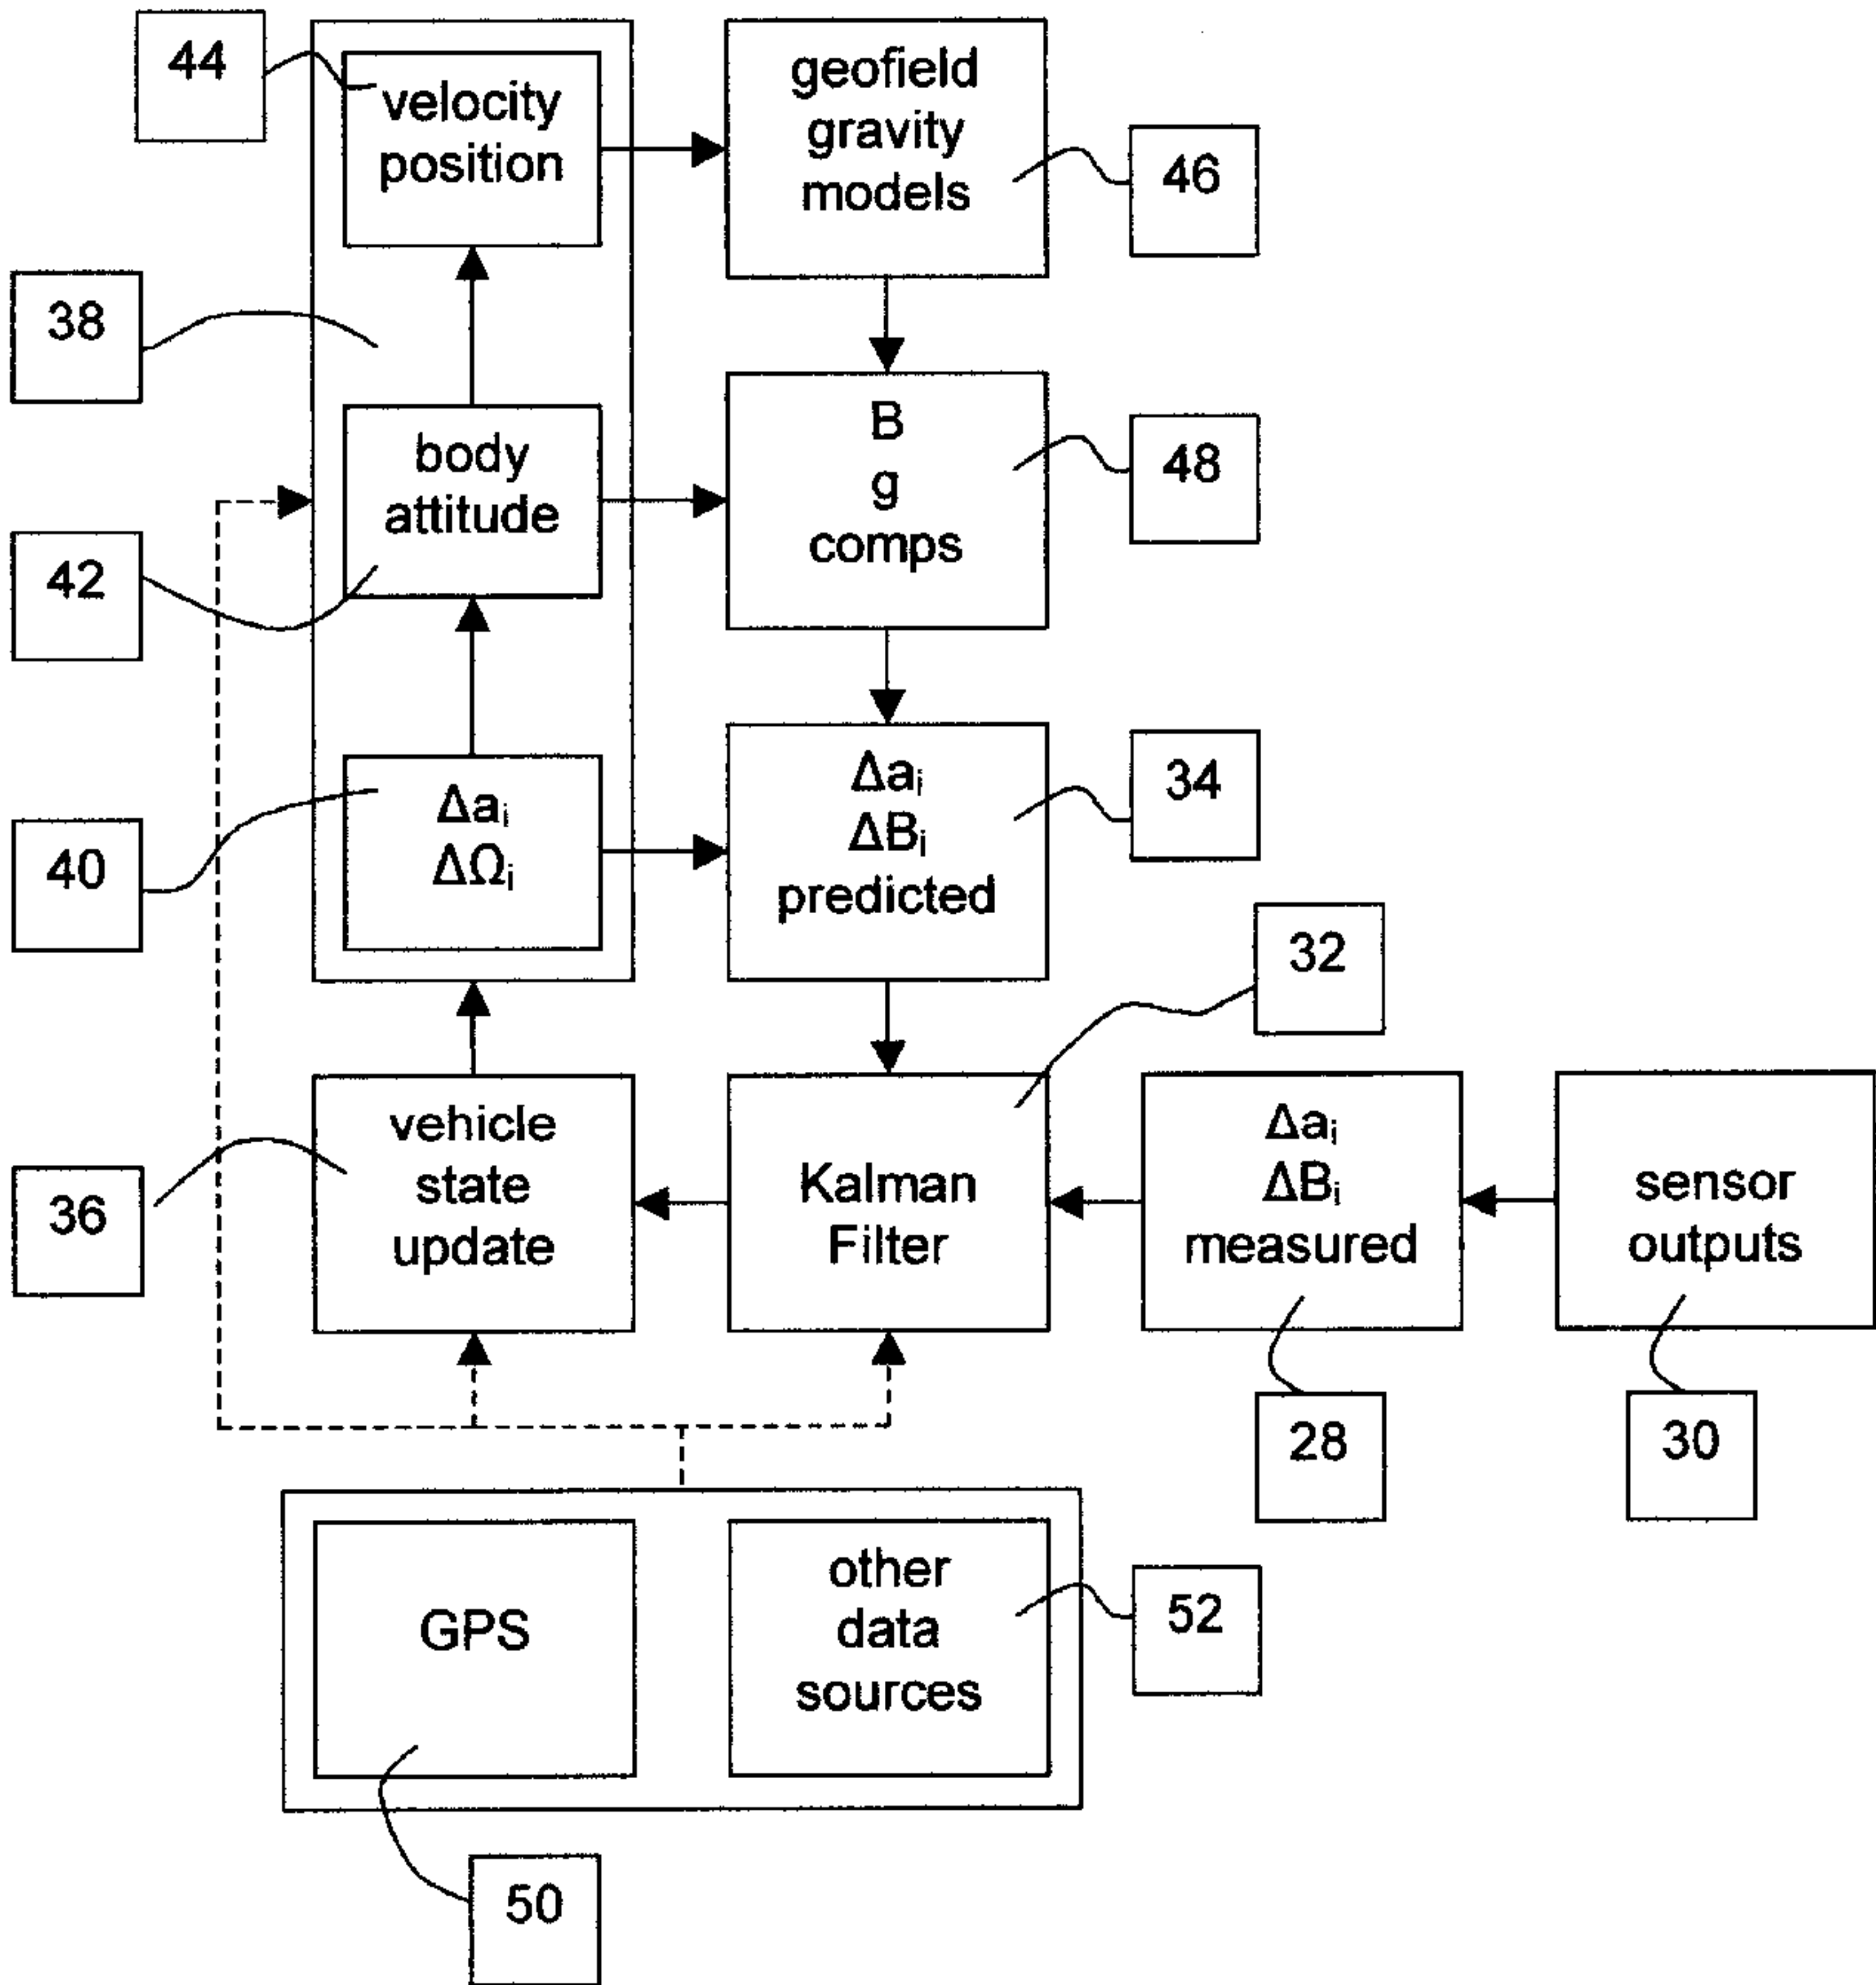 44
velocity
position
geofield
gravity
models
46
38
body
attitude
B
g
comps
48
42
Δaᵢ
ΔΩᵢ
40
Δaᵢ
ΔBᵢ
predicted
34
32
vehicle
state
update
36
Kalman
Filter
Δaᵢ
ΔBᵢ
measured
sensor
outputs
28
30
GPS
other
data
sources
52
50